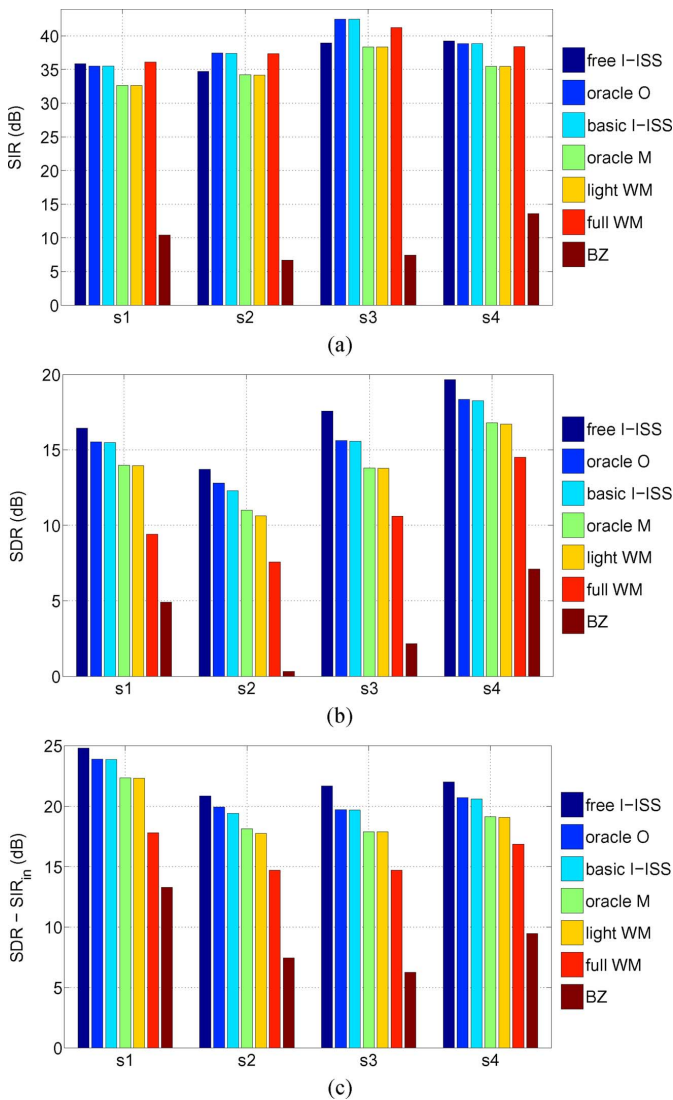 40
35
30
25
20
15
10
5
0
SIR (dB)
s1 s2 s3 s4
free I−ISS
oracle O
basic I−ISS
oracle M
light WM
full WM
BZ
(a)
20
15
10
5
0
SDR (dB)
s1 s2 s3 s4
free I−ISS
oracle O
basic I−ISS
oracle M
light WM
full WM
BZ
(b)
25
20
15
10
5
0
SDR − SIRin (dB)
s1 s2 s3 s4
free I−ISS
oracle O
basic I−ISS
oracle M
light WM
full WM
BZ
(c)